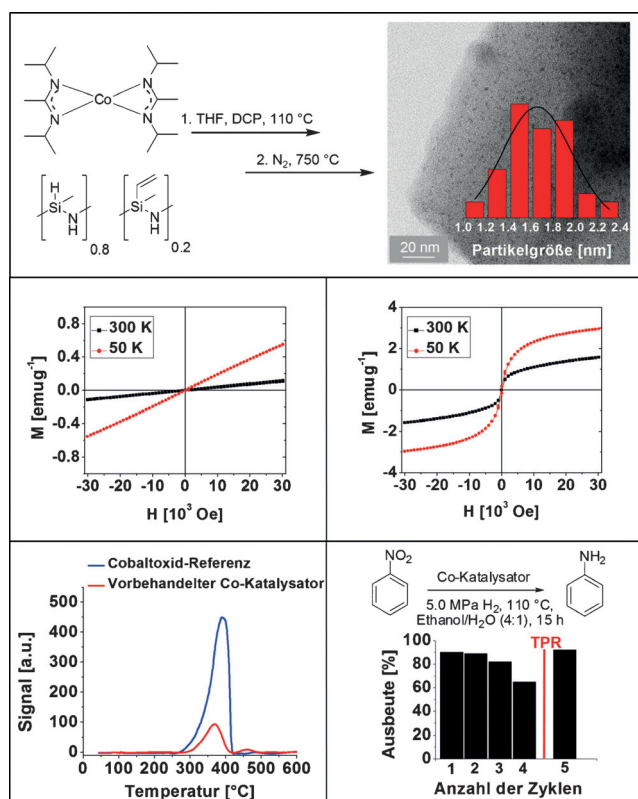 N
N
Co
N
N
1. THF, DCP, 110 °C
2. N₂, 750 °C
H
Si
N
H
0.8
Si
N
H
0.2
20 nm
1.0 1.2 1.4 1.6 1.8 2.0 2.2 2.4
Partikelgröße [nm]
300 K
50 K
M [emug⁻¹]
0.8
0.4
0.0
-0.4
-0.8
-30 -20 -10 0 10 20 30
H [10³ Oe]
300 K
50 K
M [emug⁻¹]
4
2
0
-2
-4
-30 -20 -10 0 10 20 30
H [10³ Oe]
Cobaltoxid-Referenz
Vorbehandelter Co-Katalysator
Signal [a.u.]
500
400
300
200
100
0
0 100 200 300 400 500 600
Temperatur [°C]
NO₂
NH₂
Co-Katalysator
5.0 MPa H₂, 110 °C,
Ethanol/H₂O (4:1), 15 h
TPR
Ausbeute [%]
100
80
60
40
20
0
1 2 3 4 5
Anzahl der Zyklen